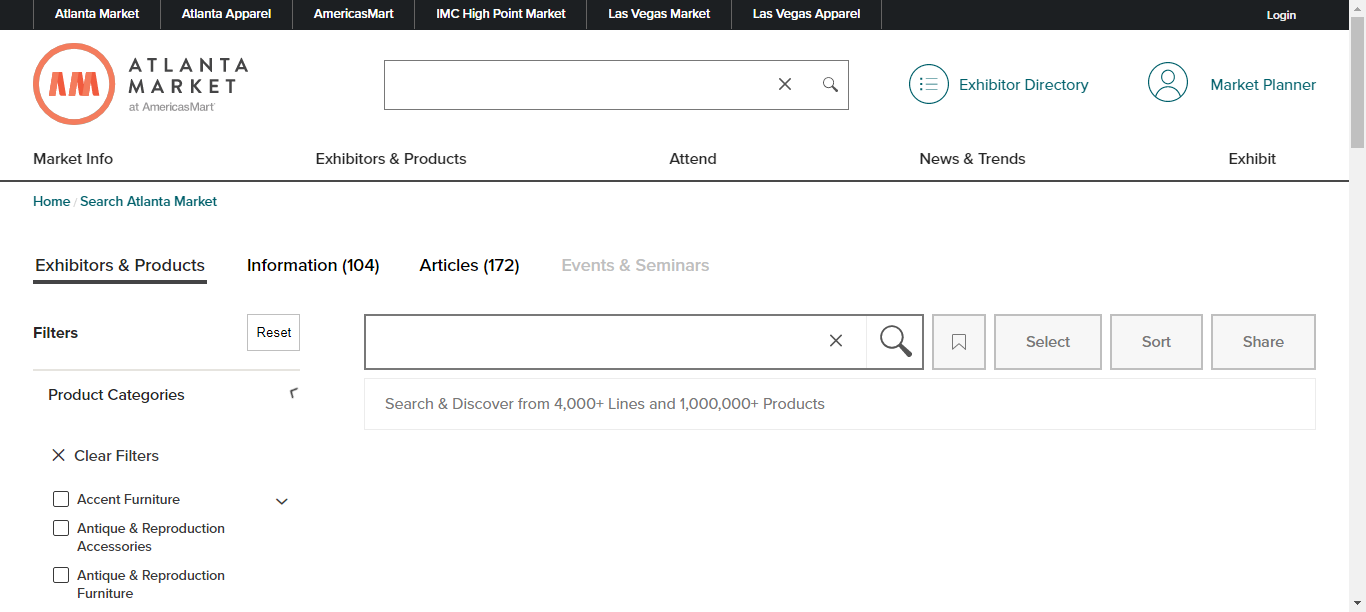 Atlanta Market
Atlanta Apparel
AmericasMart
IMC High Point Market
Las Vegas Market
Las Vegas Apparel
Login
AM
ATLANTA
MARKET
at AmericasMart
Exhibitor Directory
Market Planner
Market Info
Exhibitors & Products
Attend
News & Trends
Exhibit
Home / Search Atlanta Market
Exhibitors & Products
Information (104)
Articles (172)
Events & Seminars
Filters
Reset
Select
Sort
Share
Product Categories
Search & Discover from 4,000+ Lines and 1,000,000+ Products
Clear Filters
Accent Furniture
Antique & Reproduction
Accessories
Antique & Reproduction
Furniture